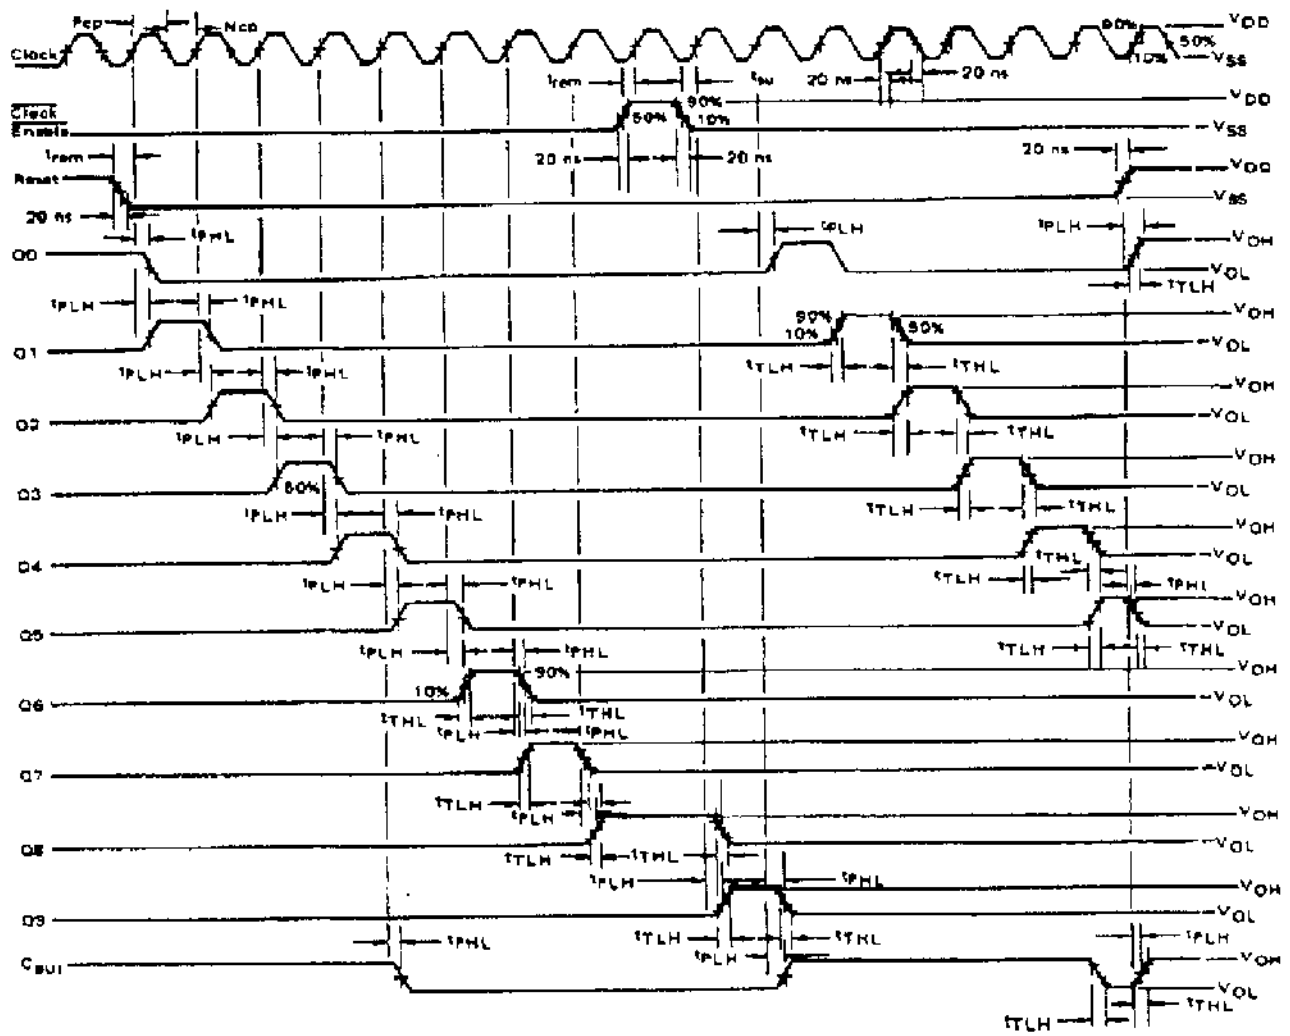 Pcp Ncp 90% VDD
Clock 50%
10% VSS
trem tsu 20 ns 20 ns
Clock 90% VDD
Enable 50% 10% VSS
trem 20 ns 20 ns 20 ns
Reset VDD
VSS
20 ns tPHL tPLH tPLH
Q0 VOH
VOL
tPLH tPHL tTLH
90% VOH
10% 90%
Q1 VOL
tPLH tPHL tTLH tTHL
VOH
Q2 VOL
tPLH tPHL tTLH tTHL
VOH
Q3 50% VOL
tPLH tPHL tTLH tTHL
VOH
Q4 tTHL VOL
tPLH tPHL tTLH tPHL
VOH
Q5 VOL
tPLH tPHL tTLH tTHL
90% VOH
Q6 10% VOL
tTHL tTHL
tPLH tPHL
VOH
Q7 VOL
tTLH
tPLH VOH
Q8 VOL
tTLH tTHL
tPLH tPHL
VOH
Q9 VOL
tPHL tTLH tTHL tPLH
tPLH VOH
Cout VOL
tTHL
tTLH